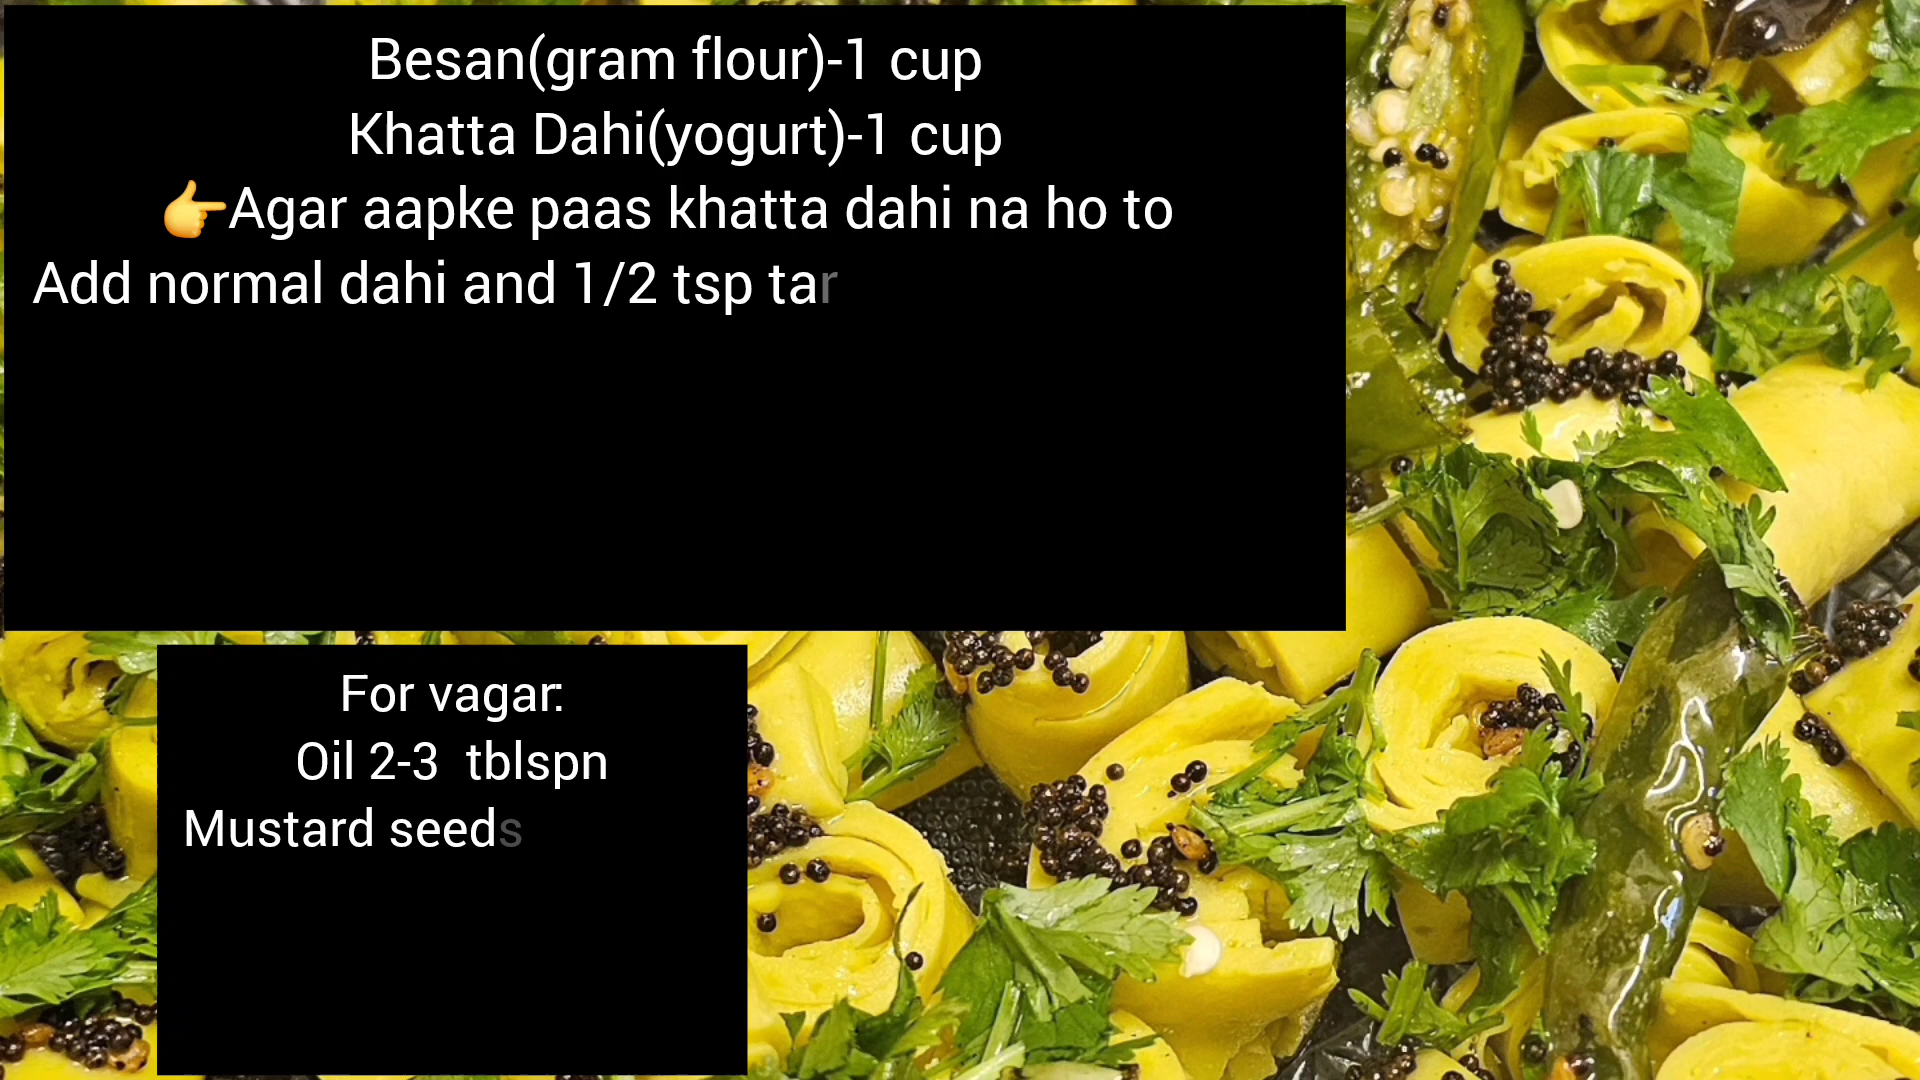 Besan(gram flour)-1 cup
Khatta Dahi(yogurt)-1 cup
👉Agar aapke paas khatta dahi na ho to
Add normal dahi and 1/2 tsp tar
For vagar:
Oil 2-3 tblspn
Mustard seeds